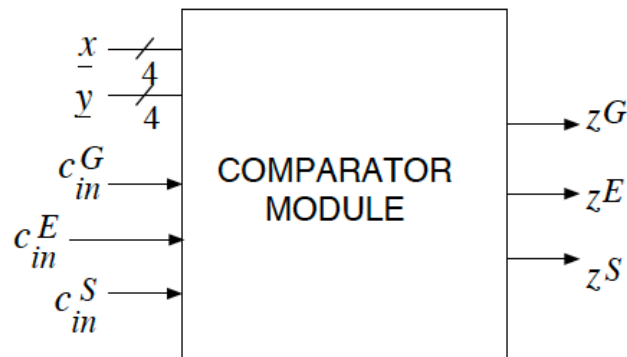 x
4
y
4
c_in^G
c_in^E
c_in^S
COMPARATOR
MODULE
z^G
z^E
z^S